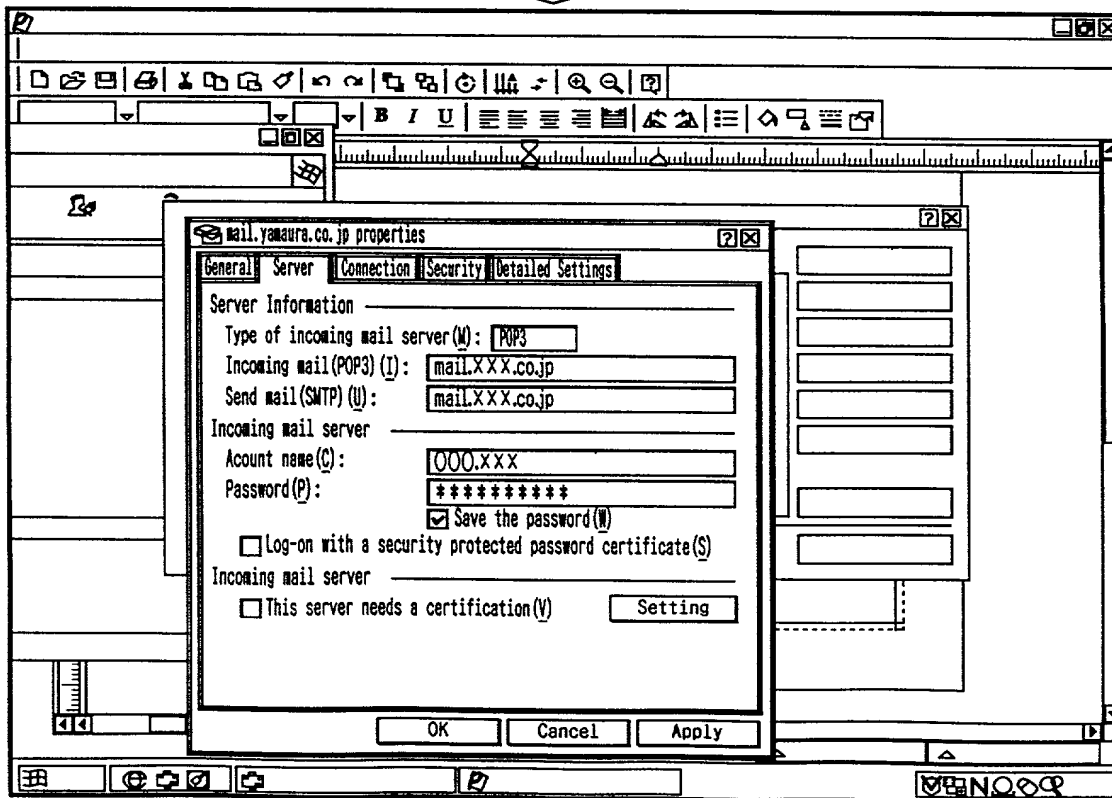 B I U
mail.yamaura.co.jp properties
General Server Connection Security Detailed Settings
Server Information
Type of incoming mail server(M): POP3
Incoming mail(POP3)(I): mail.XXX.co.jp
Send mail(SMTP)(U): mail.XXX.co.jp
Incoming mail server
Acount name(C): OOO.XXX
Password(P): **********
Save the password(W)
Log-on with a security protected password certificate(S)
Incoming mail server
This server needs a certification(V) Setting
OK Cancel Apply